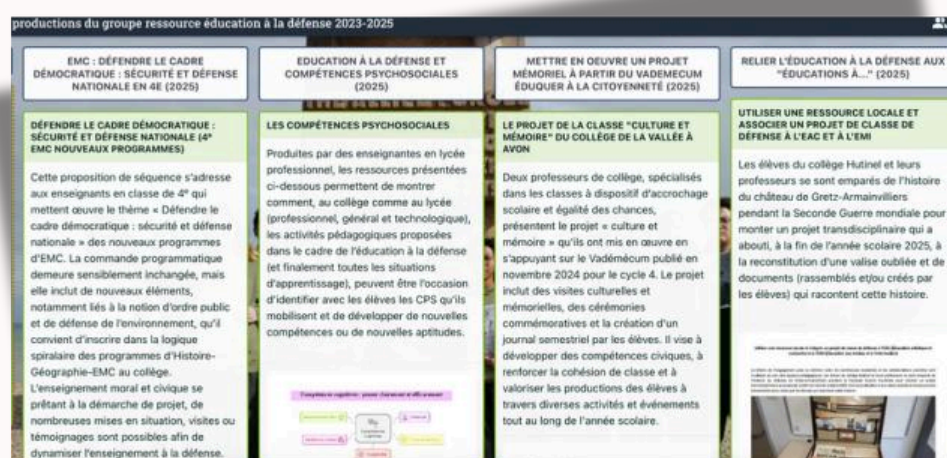 productions du groupe ressource éducation à la défense 2023-2025
EMC : DÉFENDRE LE CADRE
DÉMOCRATIQUE : SÉCURITÉ ET DÉFENSE
NATIONALE EN 4E (2025)
DÉFENDRE LE CADRE DÉMOCRATIQUE :
SÉCURITÉ ET DÉFENSE NATIONALE (4ᵉ
EMC NOUVEAUX PROGRAMMES)
Cette proposition de séquence s'adresse
aux enseignants en classe de 4ᵉ qui
mettent œuvre le thème « Défendre le
cadre démocratique : sécurité et défense
nationale » des nouveaux programmes
d'EMC. La commande programmatique
demeure sensiblement inchangée, mais
elle inclut de nouveaux éléments,
notamment liés à la notion d'ordre public
et de défense de l'environnement, qu'il
convient d'inscrire dans la logique
spiralaire des programmes d'Histoire-
Géographie-EMC au collège.
L'enseignement moral et civique se
prêtant à la démarche de projet, de
nombreuses mises en situation, visites ou
témoignages sont possibles afin de
dynamiser l'enseignement à la défense.
EDUCATION À LA DÉFENSE ET
COMPÉTENCES PSYCHOSOCIALES
(2025)
LES COMPÉTENCES PSYCHOSOCIALES
Produites par des enseignantes en lycée
professionnel, les ressources présentées
ci-dessous permettent de montrer
comment, au collège comme au lycée
(professionnel, général et technologique),
les activités pédagogiques proposées
dans le cadre de l'éducation à la défense
(et finalement toutes les situations
d'apprentissage), peuvent être l'occasion
d'identifier avec les élèves les CPS qu'ils
mobilisent et de développer de nouvelles
compétences ou de nouvelles aptitudes.
METTRE EN OEUVRE UN PROJET
MÉMORIEL À PARTIR DU VADEMECUM
ÉDUQUER À LA CITOYENNETÉ (2025)
LE PROJET DE LA CLASSE "CULTURE ET
MÉMOIRE" DU COLLÈGE DE LA VALLÉE À
AVON
Deux professeurs de collège, spécialisés
dans les classes à dispositif d'accrochage
scolaire et égalité des chances,
présentent le projet « culture et
mémoire » qu'ils ont mis en œuvre en
s'appuyant sur le Vadémécum publié en
novembre 2024 pour le cycle 4. Le projet
inclut des visites culturelles et
mémorielles, des cérémonies
commémoratives et la création d'un
journal semestriel par les élèves. Il vise à
développer des compétences civiques, à
renforcer la cohésion de classe et à
valoriser les productions des élèves à
travers diverses activités et événements
tout au long de l'année scolaire.
RELIER L'ÉDUCATION À LA DÉFENSE AUX
"ÉDUCATIONS À..." (2025)
UTILISER UNE RESSOURCE LOCALE ET
ASSOCIER UN PROJET DE CLASSE DE
DÉFENSE À L'EAC ET À L'EMI
Les élèves du collège Hutinel et leurs
professeurs se sont emparés de l'histoire
du château de Gretz-Armainvilliers
pendant la Seconde Guerre mondiale pour
monter un projet transdisciplinaire qui a
abouti, à la fin de l'année scolaire 2025, à
la reconstitution d'une valise oubliée et de
documents (rassemblés et/ou créés par
les élèves) qui racontent cette histoire.